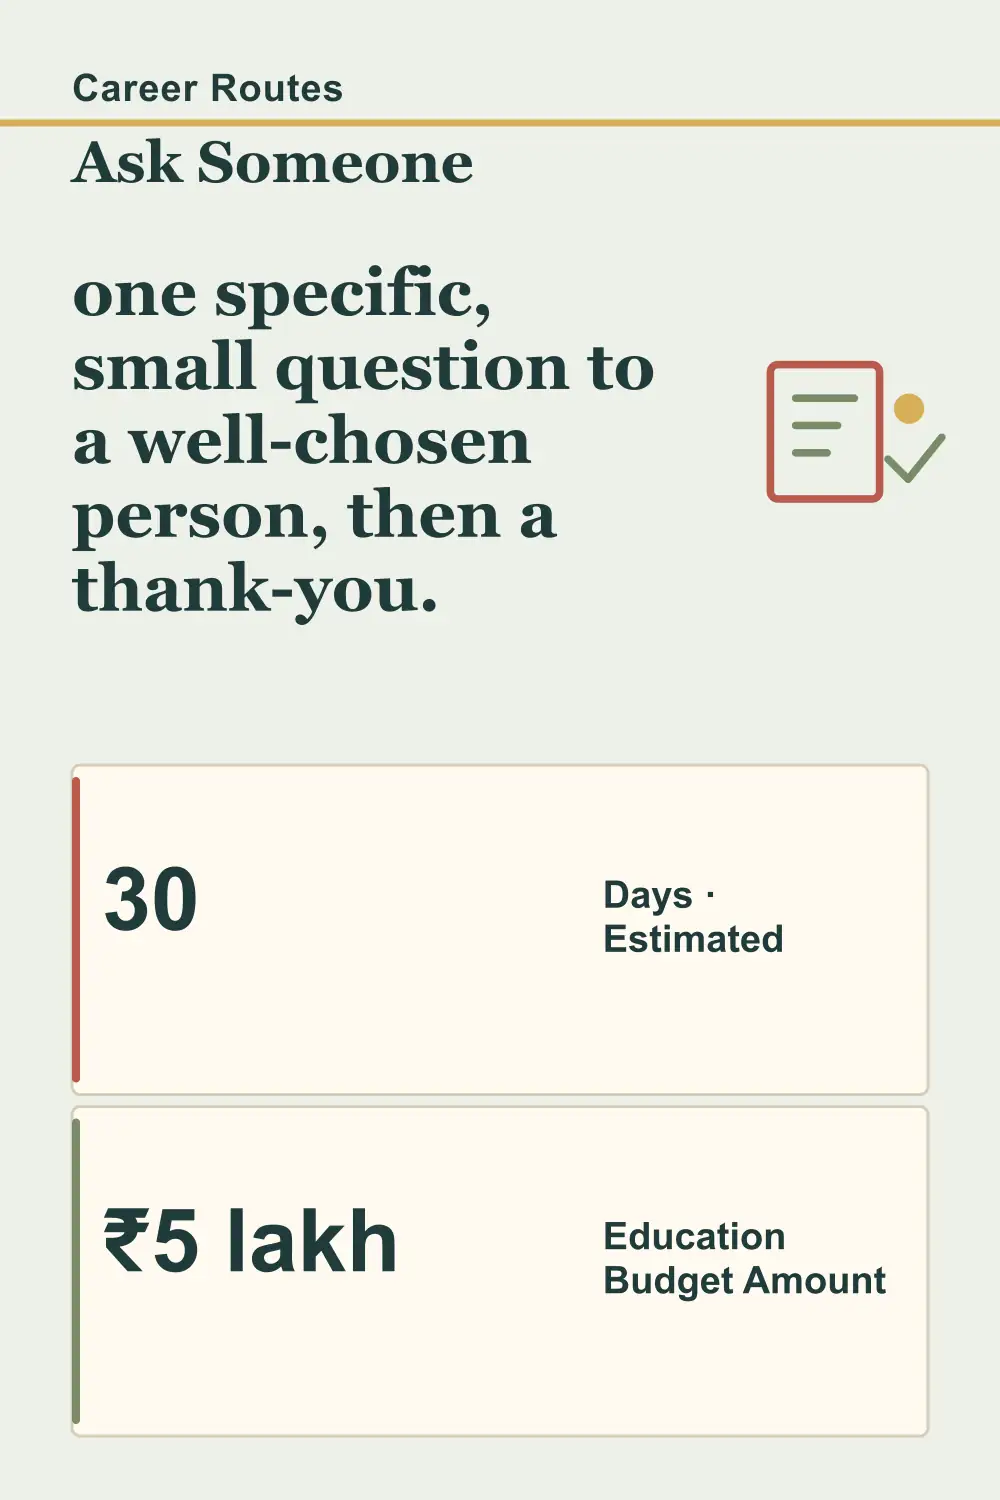 Career Routes
Ask Someone
one specific,
small question to
a well-chosen
person, then a
thank-you.
30
Days ·
Estimated
₹5 lakh
Education
Budget Amount